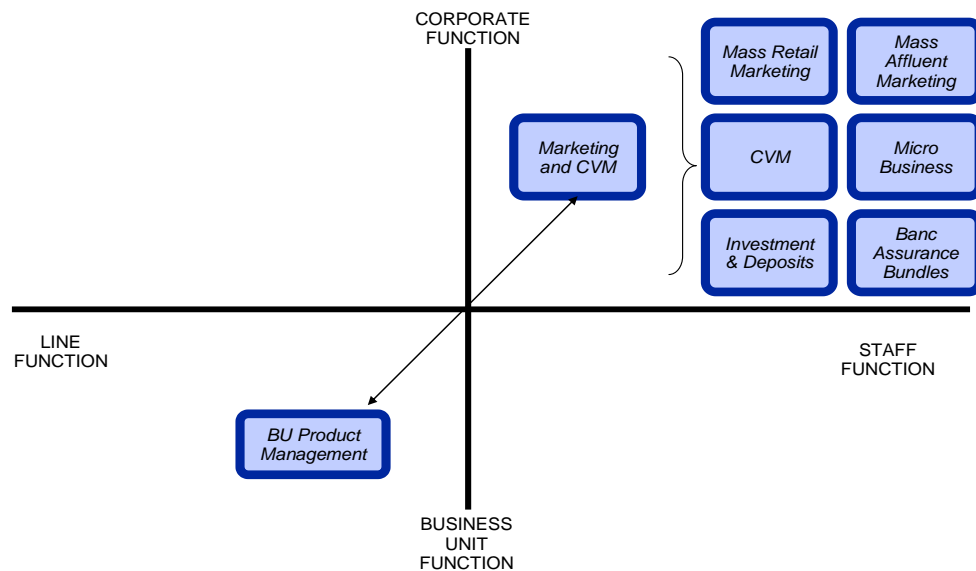 CORPORATE
FUNCTION
Mass Retail
Marketing
Mass
Affluent
Marketing
Marketing
and CVM
CVM
Micro
Business
Investment
& Deposits
Banc
Assurance
Bundles
LINE
FUNCTION
STAFF
FUNCTION
BU Product
Management
BUSINESS
UNIT
FUNCTION